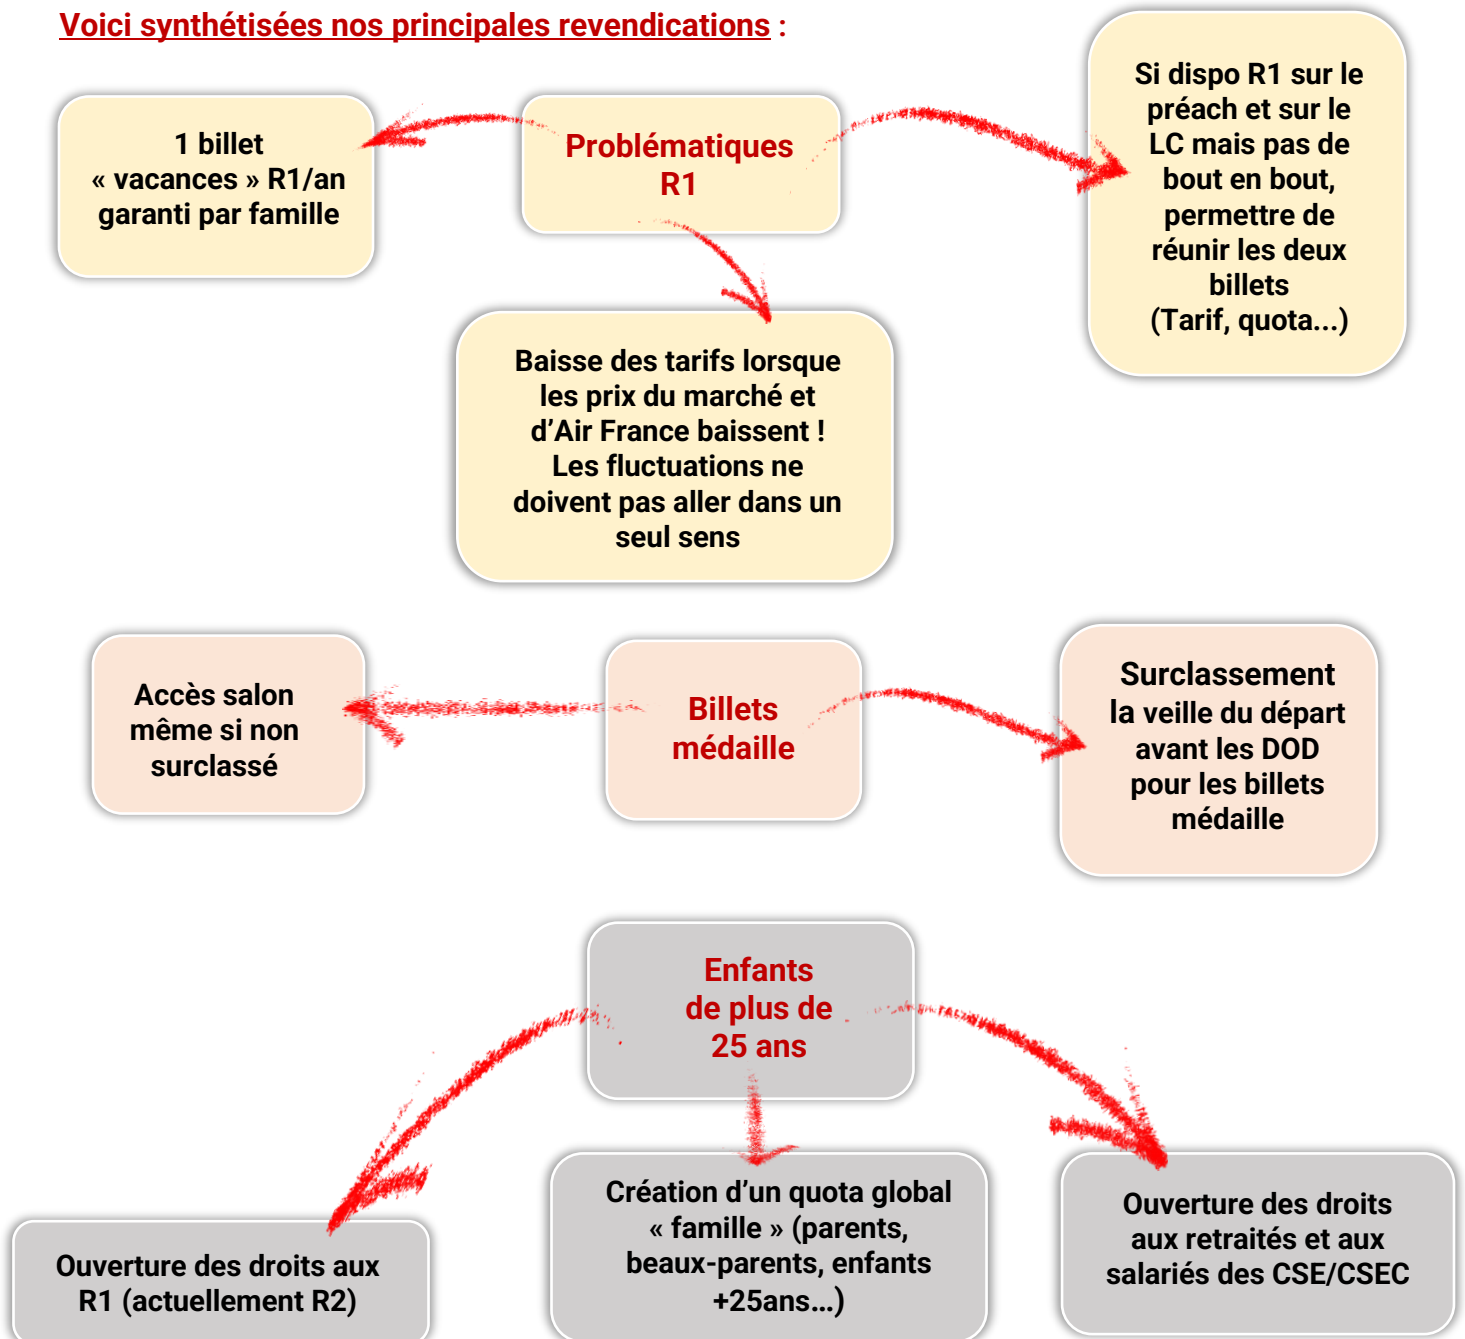 Voici synthétisées nos principales revendications :
1 billet
« vacances » R1/an
garanti par famille
Problématiques
R1
Si dispo R1 sur le
préach et sur le
LC mais pas de
bout en bout,
permettre de
réunir les deux
billets
(Tarif, quota...)
Baisse des tarifs lorsque
les prix du marché et
d’Air France baissent !
Les fluctuations ne
doivent pas aller dans un
seul sens
Accès salon
même si non
surclassé
Billets
médaille
Surclassement
la veille du départ
avant les DOD
pour les billets
médaille
Enfants
de plus de
25 ans
Ouverture des droits aux
R1 (actuellement R2)
Création d’un quota global
« famille » (parents,
beaux-parents, enfants
+25ans…)
Ouverture des droits
aux retraités et aux
salariés des CSE/CSEC